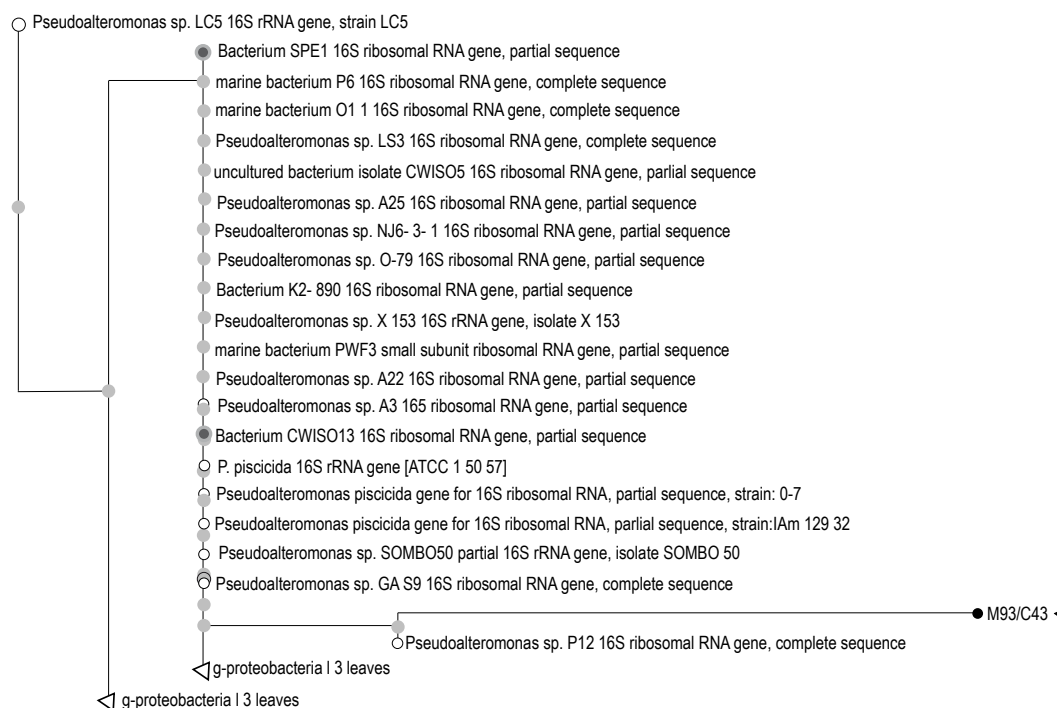 Pseudoalteromonas sp. LC5 16S rRNA gene, strain LC5
Bacterium SPE1 16S ribosomal RNA gene, partial sequence
marine bacterium P6 16S ribosomal RNA gene, complete sequence
marine bacterium O1 1 16S ribosomal RNA gene, complete sequence
Pseudoalteromonas sp. LS3 16S ribosomal RNA gene, complete sequence
uncultured bacterium isolate CWISO5 16S ribosomal RNA gene, parlial sequence
Pseudoalteromonas sp. A25 16S ribosomal RNA gene, partial sequence
Pseudoalteromonas sp. NJ6- 3- 1 16S ribosomal RNA gene, partial sequence
Pseudoalteromonas sp. O-79 16S ribosomal RNA gene, partial sequence
Bacterium K2- 890 16S ribosomal RNA gene, partial sequence
Pseudoalteromonas sp. X 153 16S rRNA gene, isolate X 153
marine bacterium PWF3 small subunit ribosomal RNA gene, partial sequence
Pseudoalteromonas sp. A22 16S ribosomal RNA gene, partial sequence
Pseudoalteromonas sp. A3 165 ribosomal RNA gene, partial sequence
Bacterium CWISO13 16S ribosomal RNA gene, partial sequence
P. piscicida 16S rRNA gene [ATCC 1 50 57]
Pseudoalteromonas piscicida gene for 16S ribosomal RNA, partial sequence, strain: 0-7
Pseudoalteromonas piscicida gene for 16S ribosomal RNA, parlial sequence, strain:IAm 129 32
Pseudoalteromonas sp. SOMBO50 partial 16S rRNA gene, isolate SOMBO 50
Pseudoalteromonas sp. GA S9 16S ribosomal RNA gene, complete sequence
M93/C43
Pseudoalteromonas sp. P12 16S ribosomal RNA gene, complete sequence
g-proteobacteria l 3 leaves
g-proteobacteria l 3 leaves